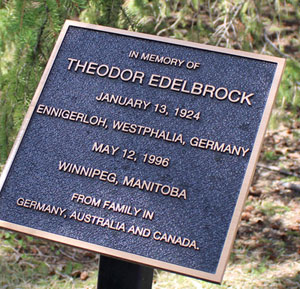 IN MEMORY OF
THEODOR EDELBROCK
JANUARY 13, 1924
ENNIGERLOH, WESTPHALIA, GERMANY
MAY 12, 1996
WINNIPEG, MANITOBA
FROM FAMILY IN
GERMANY, AUSTRALIA AND CANADA.